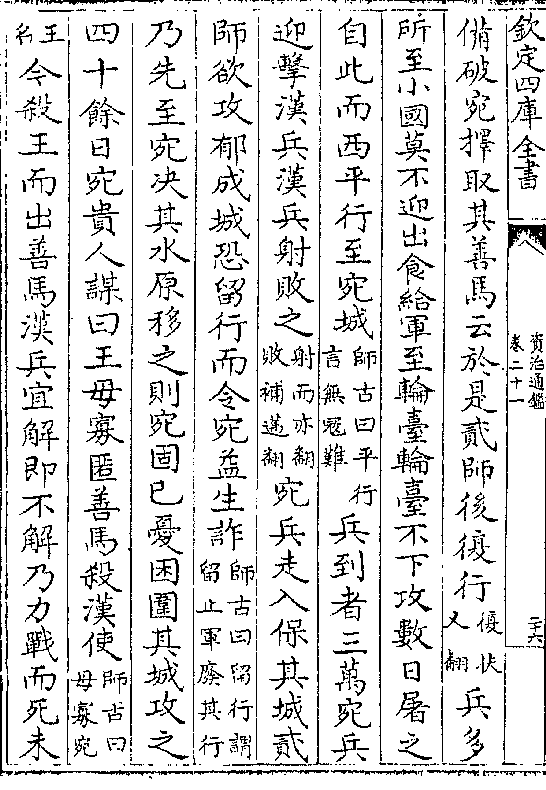 欽定四庫全書
資治通鑑
卷二十一
二十六
備破宛擇取其善馬云於是貳師後復行復扶又翻兵多
所至小國莫不迎出食給軍至輪臺輪臺不下攻數日屠之
自此而西平行至宛城師古曰平行言無寇難兵到者三萬宛兵
迎擊漢兵漢兵射敗之射而亦翻敗補邁翻宛兵走入保其城貳
師欲攻郁成城恐留行而令宛益生詐師古曰留行謂留止軍廢其行
乃先至宛决其水原移之則宛固已憂困圍其城攻之
四十餘日宛貴人謀曰王毋寡匿善馬殺漢使師古曰毋寡宛
王名今殺王而出善馬漢兵宜解即不解乃力戰而死未